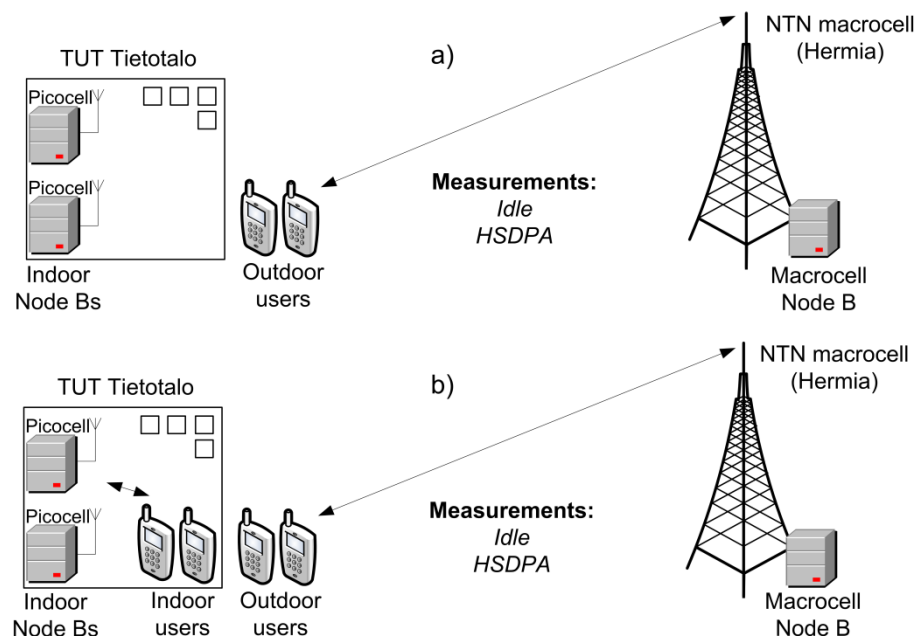 NTN macrocell
(Hermia)
a)
TUT Tietotalo
Picocell
Picocell
Measurements:
Idle
HSDPA
Indoor
Node Bs
Outdoor
users
Macrocell
Node B
NTN macrocell
(Hermia)
b)
TUT Tietotalo
Picocell
Picocell
Measurements:
Idle
HSDPA
Indoor
Node Bs
Indoor
users
Outdoor
users
Macrocell
Node B